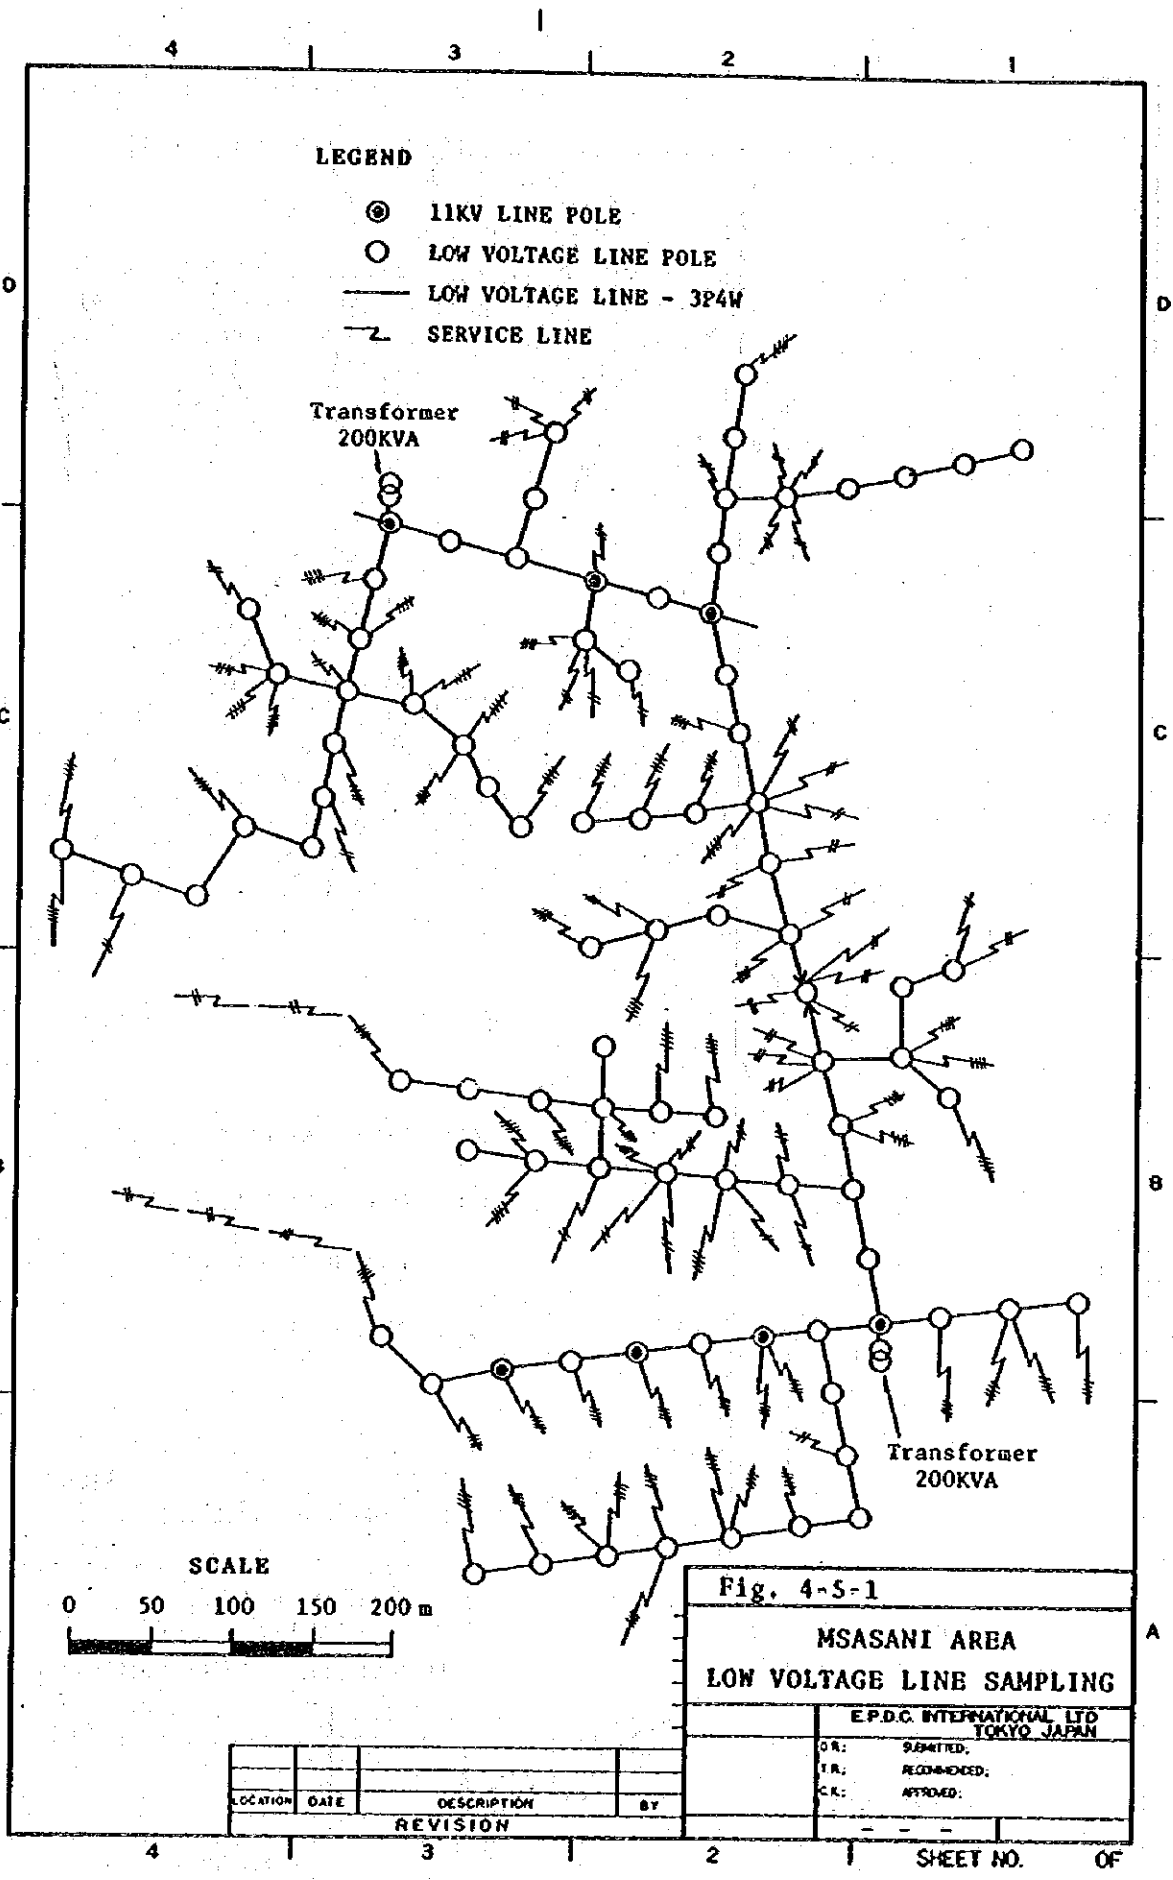 4 3 2 1
LEGEND
11KV LINE POLE
LOW VOLTAGE LINE POLE
D
LOW VOLTAGE LINE - 3P4W
D
SERVICE LINE
Transformer
200KVA
C
C
B
Transformer
200KVA
SCALE
0 50 100 150 200 m
Fig. 4-5-1
MSASANI AREA
A
LOW VOLTAGE LINE SAMPLING
E.P.D.C. INTERNATIONAL LTD
TOKYO JAPAN
DR; SUBMITTED;
T.R; RECOMMENDED;
C.K; APPROVED;
LOCATION DATE DESCRIPTION BY
REVISION
4 3 2 1
SHEET NO. OF